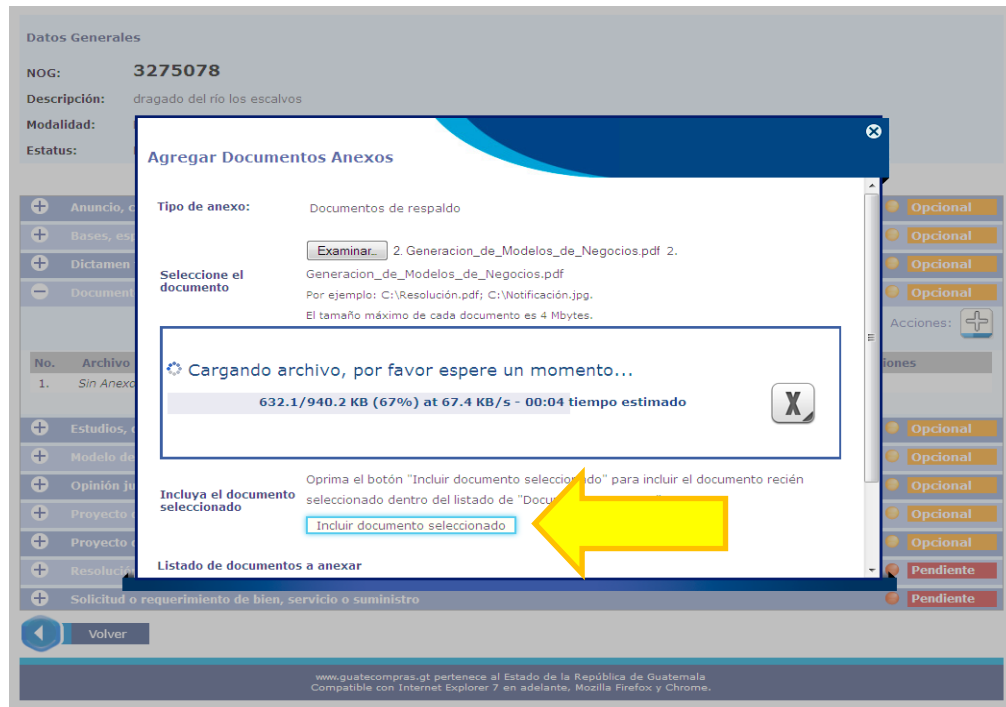 Datos Generales
NOG: 3275078
Descripción: dragado del río los escalvos
Modalidad:
Estatus:
Agregar Documentos Anexos
Tipo de anexo: Documentos de respaldo
Examinar... 2. Generacion_de_Modelos_de_Negocios.pdf 2.
Seleccione el documento
Generacion_de_Modelos_de_Negocios.pdf
Por ejemplo: C:\Resolución.pdf; C:\Notificación.jpg.
El tamaño máximo de cada documento es 4 Mbytes.
Cargando archivo, por favor espere un momento...
632.1/940.2 KB (67%) at 67.4 KB/s - 00:04 tiempo estimado
X
Incluya el documento seleccionado
Oprima el botón "Incluir documento seleccionado" para incluir el documento recién
seleccionado dentro del listado de
Incluir documento seleccionado
Listado de documentos a anexar
Anuncio, Opcional
Bases, Opcional
Dictamen Opcional
Opcional
Acciones:
No. Archivo
1. Sin
Estudios, Opcional
Modelo de Opcional
Opinión Opcional
Proyecto Opcional
Proyecto Opcional
Pendiente
Solicitud o requerimiento de bien, servicio o suministro Pendiente
Volver
www.guatecompras.gt pertenece al Estado de la República de Guatemala
Compatible con Internet Explorer 7 en adelante, Mozilla Firefox y Chrome.